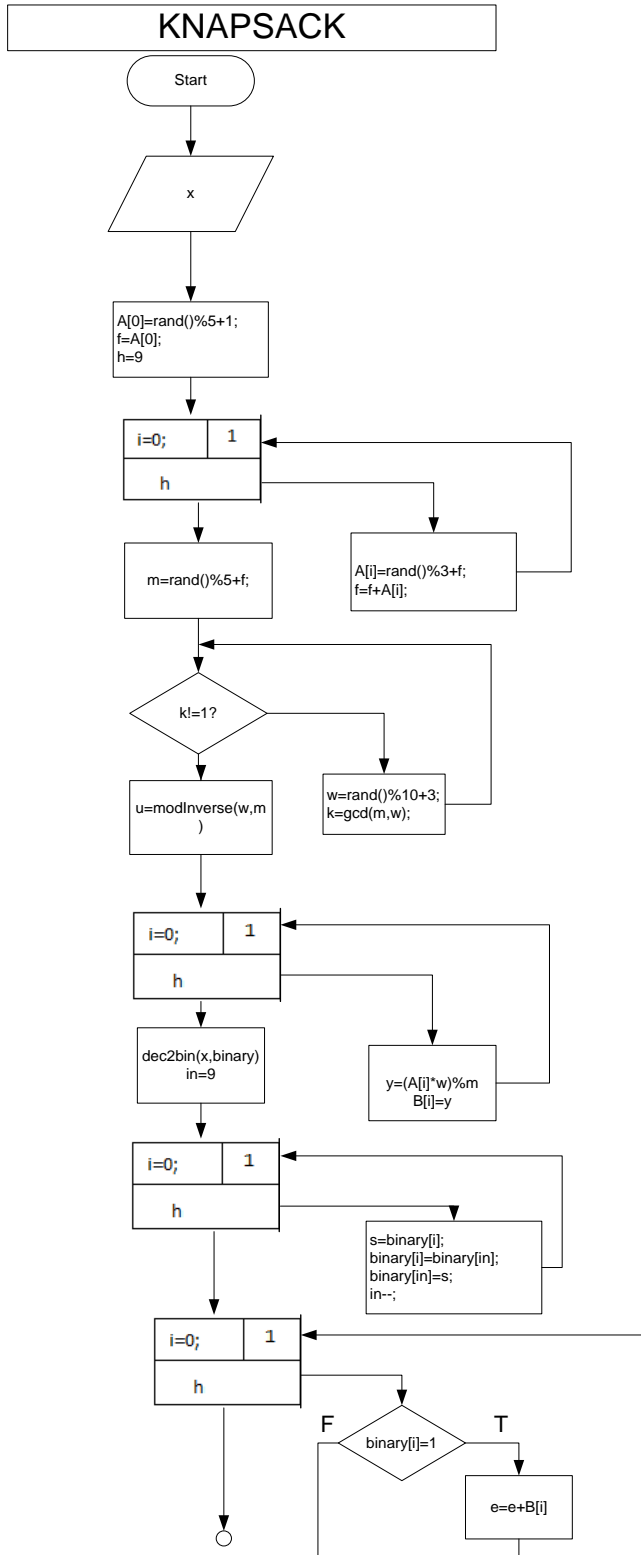 KNAPSACK
Start
x
A[0]=rand()%5+1;
f=A[0];
h=9
i=0;
1
h
A[i]=rand()%3+f;
f=f+A[i];
m=rand()%5+f;
k!=1?
w=rand()%10+3;
k=gcd(m,w);
u=modInverse(w,m
)
i=0;
1
h
y=(A[i]*w)%m
B[i]=y
dec2bin(x,binary)
in=9
i=0;
1
h
s=binary[i];
binary[i]=binary[in];
binary[in]=s;
in--;
i=0;
1
h
F
T
binary[i]=1
e=e+B[i]